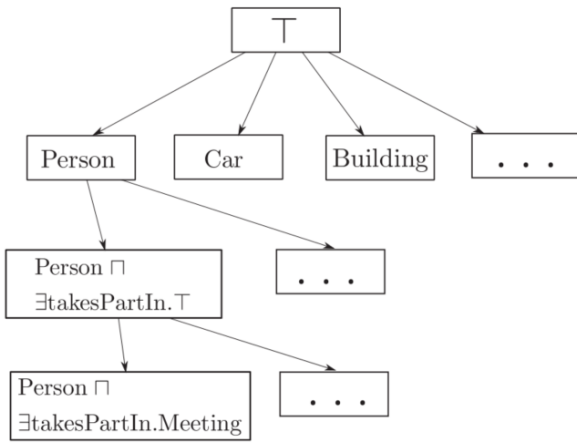 ⊤
Person
Car
Building
. . .
Person ⊓
∃takesPartIn.⊤
. . .
Person ⊓
∃takesPartIn.Meeting
. . .